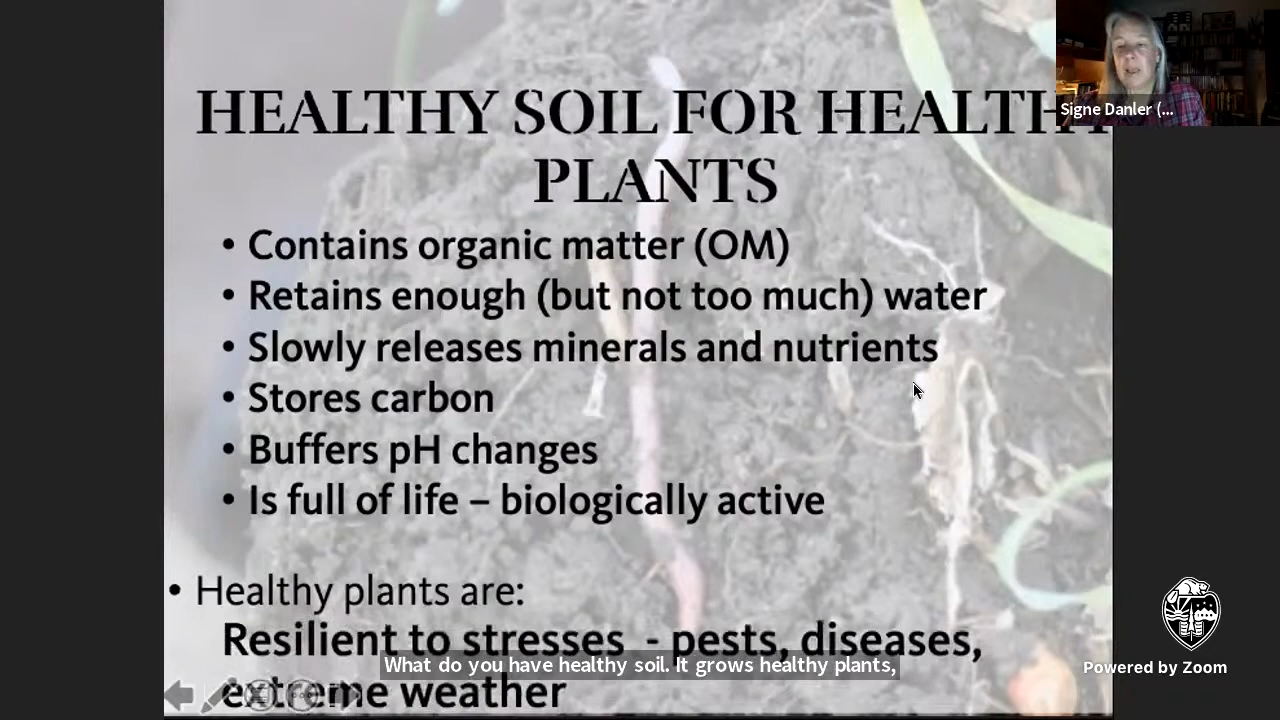 HEALTHY SOIL FOR HEALTHY
PLANTS
Signe Danler (...
• Contains organic matter (OM)
• Retains enough (but not too much) water
• Slowly releases minerals and nutrients
• Stores carbon
• Buffers pH changes
• Is full of life – biologically active
• Healthy plants are:
Resilient to stresses - pests, diseases,
extreme weather
What do you have healthy soil. It grows healthy plants,
Powered by Zoom